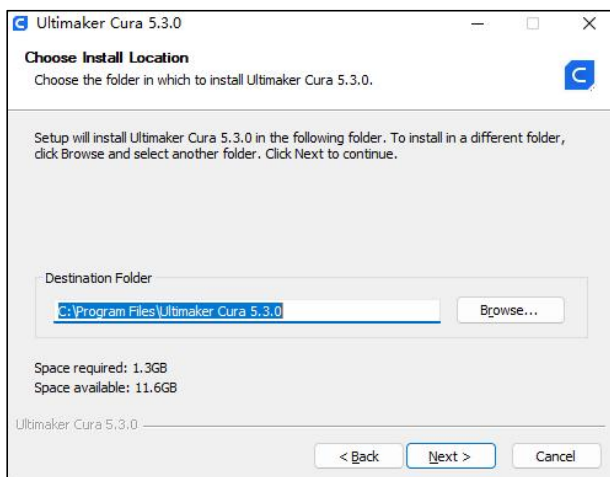 Ultimaker Cura 5.3.0
Choose Install Location
Choose the folder in which to install Ultimaker Cura 5.3.0.
Setup will install Ultimaker Cura 5.3.0 in the following folder. To install in a different folder,
click Browse and select another folder. Click Next to continue.
Destination Folder
C:\Program Files\Ultimaker Cura 5.3.0
Browse...
Space required: 1.3GB
Space available: 11.6GB
Ultimaker Cura 5.3.0
< Back
Next >
Cancel